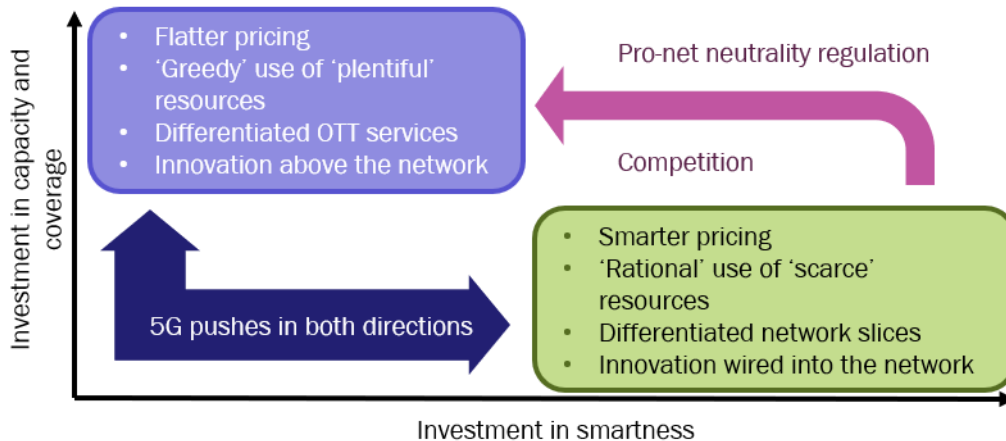 Investment in capacity and
coverage
• Flatter pricing
• ‘Greedy’ use of ‘plentiful’
resources
• Differentiated OTT services
• Innovation above the network
Pro-net neutrality regulation
Competition
5G pushes in both directions
• Smarter pricing
• ‘Rational’ use of ‘scarce’
resources
• Differentiated network slices
• Innovation wired into the network
Investment in smartness